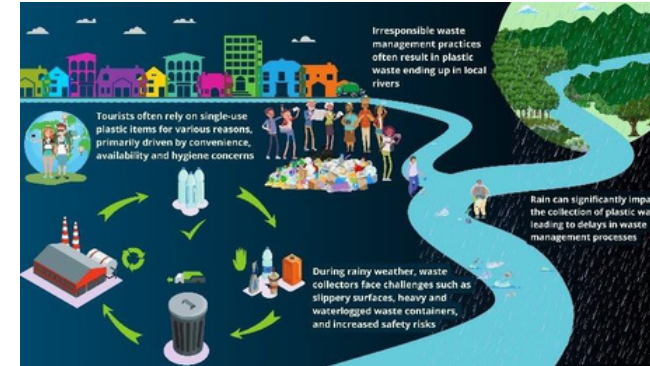 Irresponsible waste
management practices
often result in plastic
waste ending up in local
rivers
Tourists often rely on single-use
plastic items for various reasons,
primarily driven by convenience,
availability and hygiene concerns
Rain can significantly impa
the collection of plastic wa
leading to delays in waste
management processes
During rainy weather, waste
collectors face challenges such as
slippery surfaces, heavy and
waterlogged waste containers,
and increased safety risks